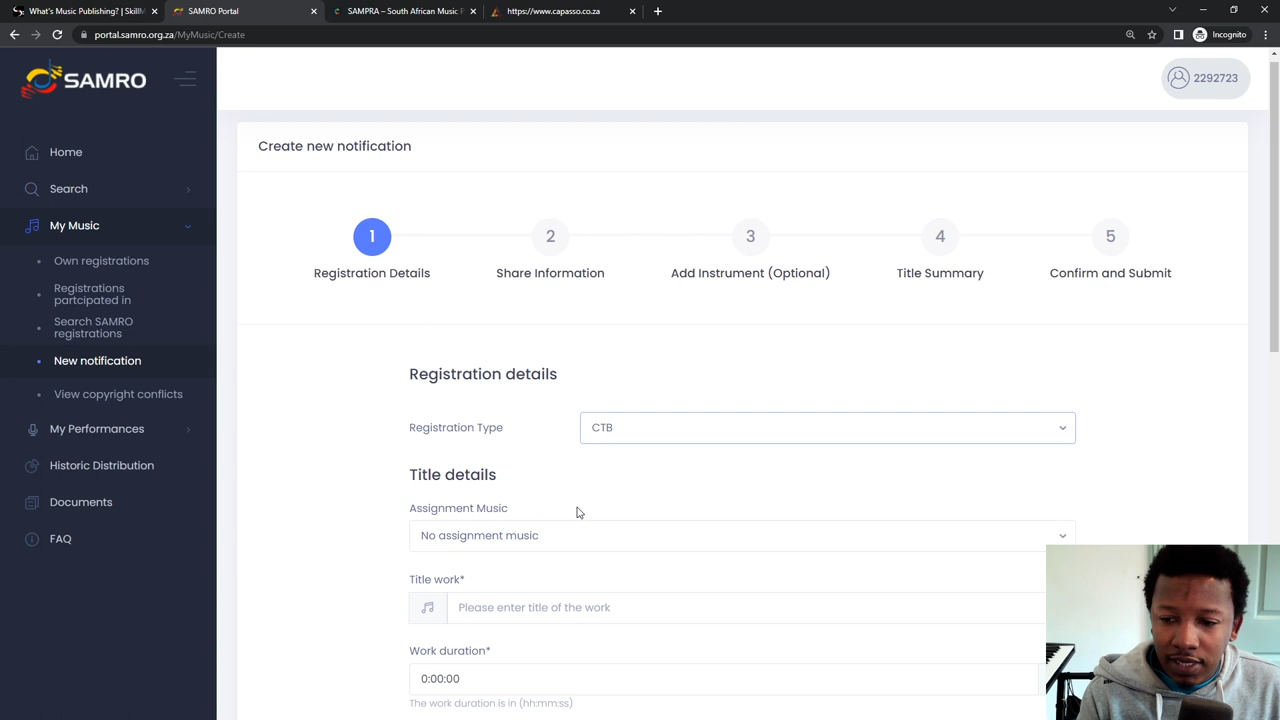 What's Music Publishing? | SkillM
SAMRO Portal
SAMPRA – South African Music P
https://www.capasso.co.za
portal.samro.org.za/MyMusic/Create
Incognito
SAMRO
2292723
Home
Search
My Music
Own registrations
Registrations
partcipated in
Search SAMRO
registrations
New notification
View copyright conflicts
My Performances
Historic Distribution
Documents
FAQ
Create new notification
1
2
3
4
5
Registration Details
Share Information
Add Instrument (Optional)
Title Summary
Confirm and Submit
Registration details
Registration Type
CTB
Title details
Assignment Music
No assignment music
Title work*
Please enter title of the work
Work duration*
0:00:00
The work duration is in (hh:mm:ss)